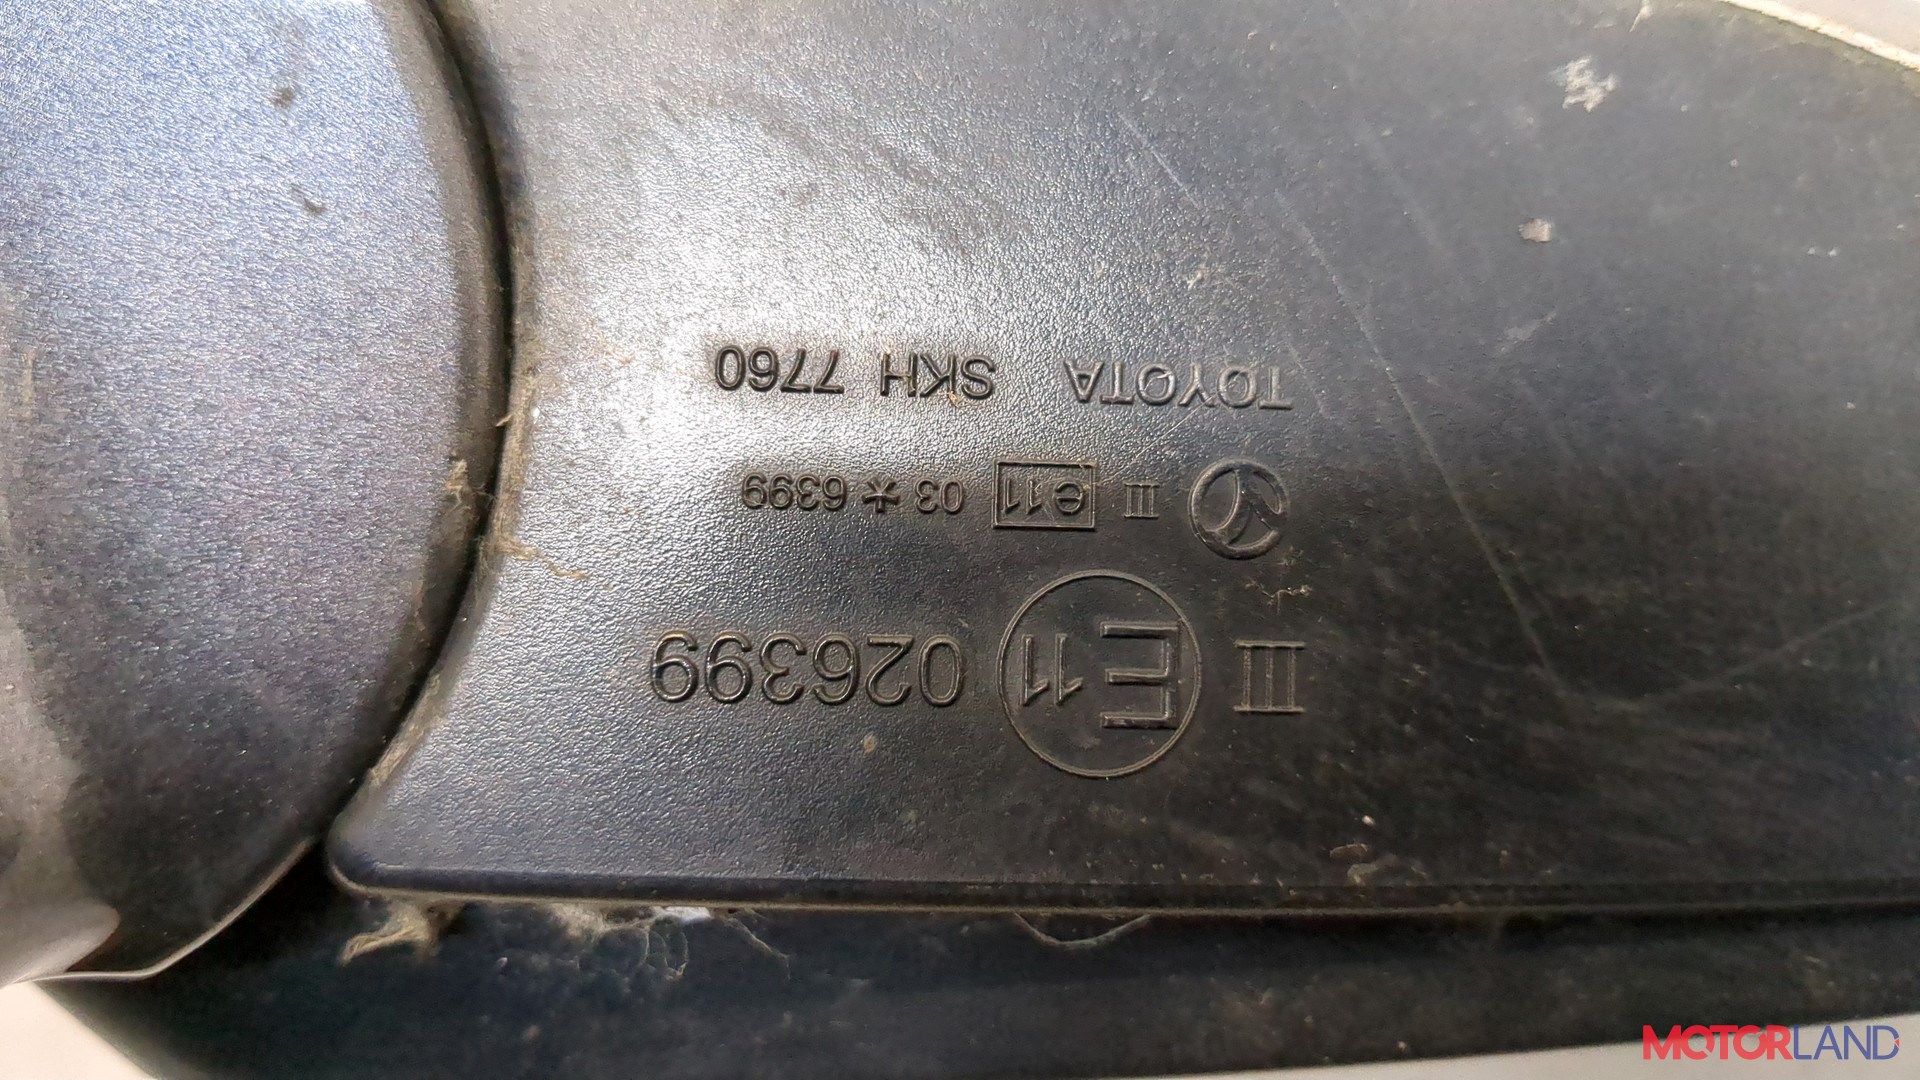 III E11 026399
III e11 03 * 6399
TOYOTA SKH 7760
MOTORLAND